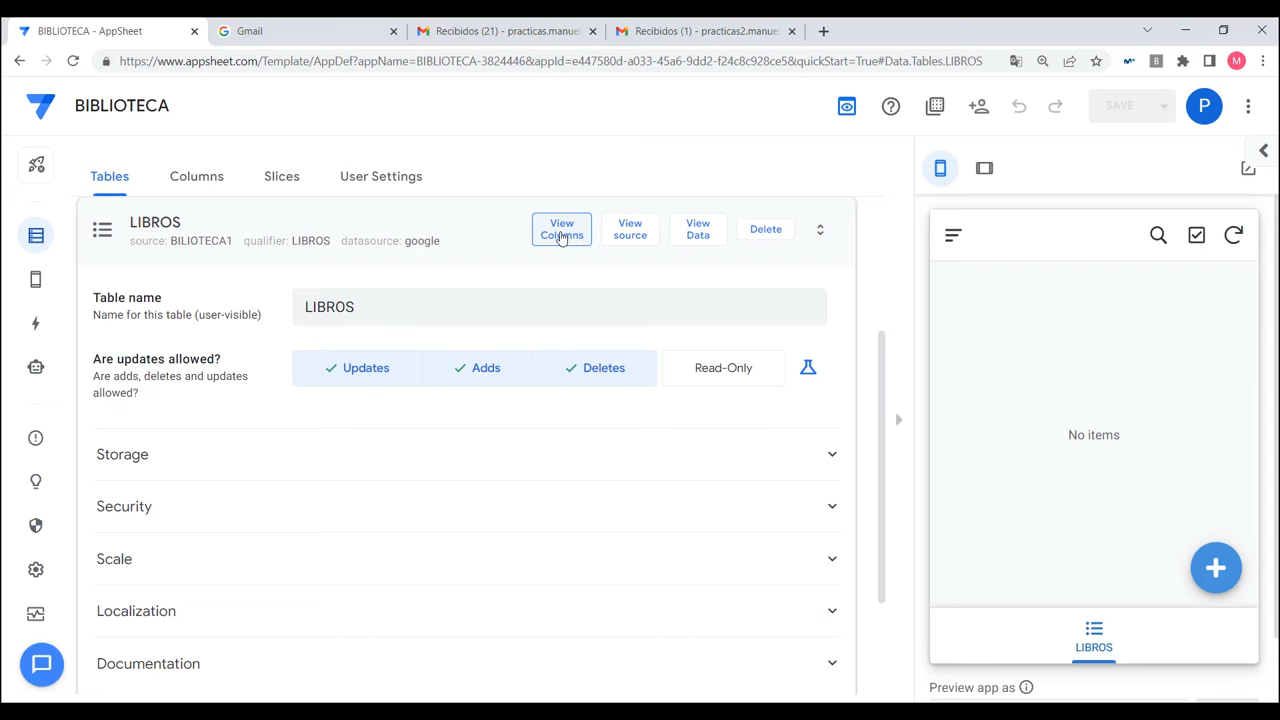 BIBLIOTECA - AppSheet
Gmail
Recibidos (21) - practicas.manuel
Recibidos (1) - practicas2.manuel
https://www.appsheet.com/Template/AppDef?appName=BIBLIOTECA-3824446&appId=e447580d-a033-45a6-9dd2-f24c8c928ce5&quickStart=True#Data.Tables.LIBROS
M
B
BIBLIOTECA
SAVE
P
Tables
Columns
Slices
User Settings
LIBROS
source: BILIOTECA1 qualifier: LIBROS datasource: google
View
Columns
View
source
View
Data
Delete
Table name
Name for this table (user-visible)
LIBROS
Are updates allowed?
Are adds, deletes and updates
allowed?
Updates
Adds
Deletes
Read-Only
Storage
Security
Scale
Localization
Documentation
No items
LIBROS
Preview app as